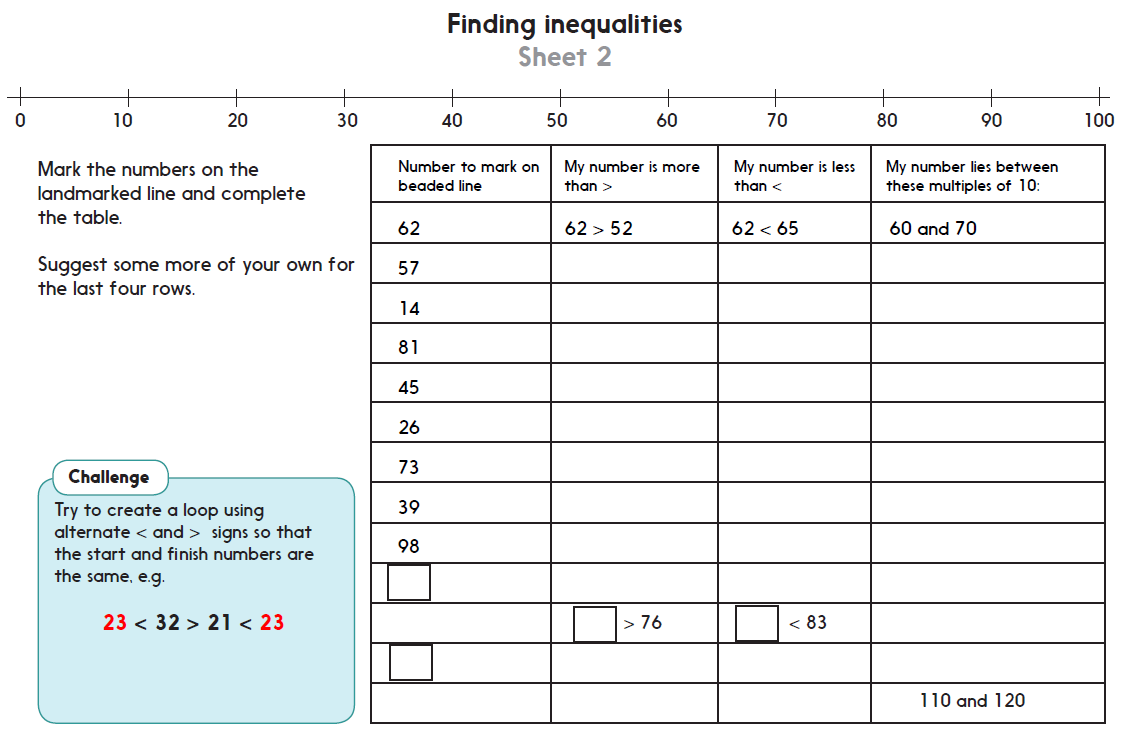 Finding inequalities
Sheet 2
0 10 20 30 40 50 60 70 80 90 100
Mark the numbers on the
landmarked line and complete
the table.
Suggest some more of your own for
the last four rows.
Number to mark on
beaded line
My number is more
than >
My number is less
than <
My number lies between
these multiples of 10:
62 62 > 52 62 < 65 60 and 70
57
14
81
45
26
73
39
98
> 76 < 83
110 and 120
Challenge
Try to create a loop using
alternate < and > signs so that
the start and finish numbers are
the same, e.g.
23 < 32 > 21 < 23